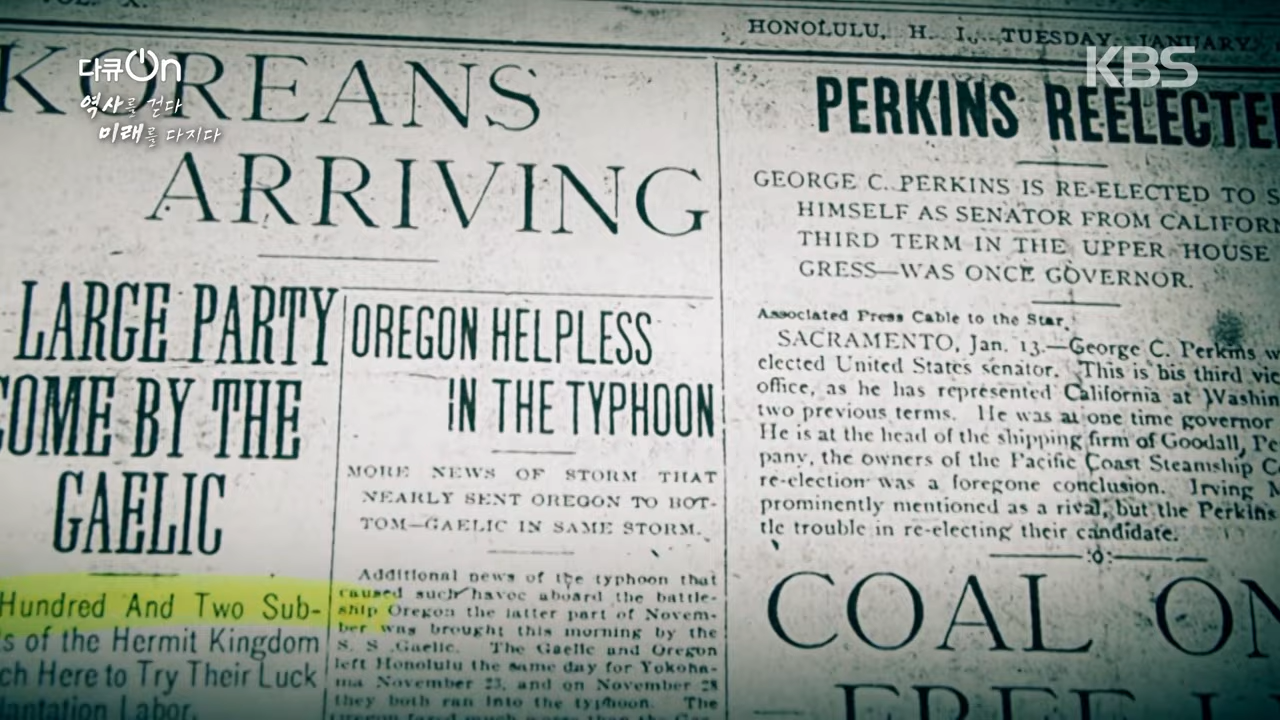 다큐On
역사를 걷다
미래를 다지다
KBS
HONOLULU, H. I., TUESDAY, JANUARY
KOREANS
ARRIVING
LARGE PARTY
COME BY THE
GAELIC
Hundred And Two Sub-
of the Hermit Kingdom
Here to Try Their Luck
Labor.
OREGON HELPLESS
IN THE TYPHOON
MORE NEWS OF STORM THAT
NEARLY SENT OREGON TO BOT-
TOM—GAELIC IN SAME STORM.
Additional news of the typhoon that
caused such havoc aboard the battle-
ship Oregon the latter part of Novem-
ber was brought this morning by the
S. S. Gaelic. The Gaelic and Oregon
left Honolulu the same day for Yokoha-
ma November 23, and on November 28
they both ran into the typhoon. The
PERKINS REELECTE
GEORGE C. PERKINS IS RE-ELECTED TO S
HIMSELF AS SENATOR FROM CALIFOR
THIRD TERM IN THE UPPER HOUSE
GRESS—WAS ONCE GOVERNOR.
Associated Press Cable to the Star.
SACRAMENTO, Jan. 13.—George C. Perkins w
elected United States senator. This is his third
office, as he has represented California at Washin
two previous terms. He was at one time governor
He is at the head of the shipping firm of Goodall, Pe
pany, the owners of the Pacific Coast Steamship C
re-election was a foregone conclusion. Irving M
prominently mentioned as a rival, but the Perkins
tle trouble in re-electing their candidate.
COAL ON
FREE